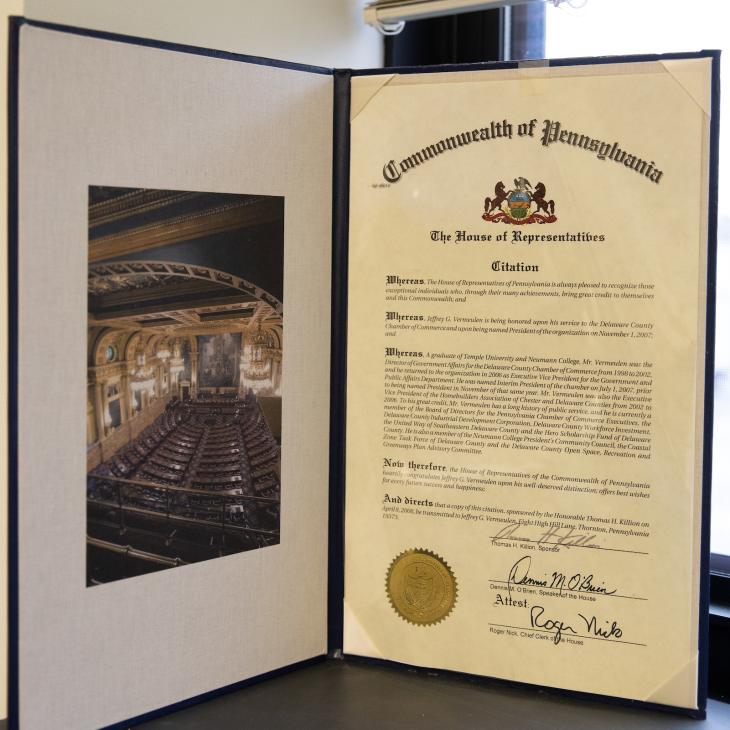 Commonwealth of Pennsylvania
The House of Representatives
Citation
Whereas, The House of Representatives of Pennsylvania is always pleased to recognize those
exceptional individuals who, through their many achievements, bring great credit to themselves
and this Commonwealth; and
Whereas, Jeffrey G. Vermeulen is being honored upon his service to the Delaware County
Chamber of Commerce and upon being named President of the organization on November 1, 2007;
and
Whereas, A graduate of Temple University and Neumann College, Mr. Vermeulen was the
Director of Government Affairs for the Delaware County Chamber of Commerce from 1998 to 2002,
and he returned to the organization in 2006 as Executive Vice President for the Government and
Public Affairs Department. He was named Interim President of the chamber on July 1, 2007, prior
to being named President in November of that same year. Mr. Vermeulen was also the Executive
Vice President of the Homebuilders Association of Chester and Delaware Counties from 2002 to
2006. To his great credit, Mr. Vermeulen has a long history of public service, and he is currently a
member of the Board of Directors for the Pennsylvania Chamber of Commerce Executives, the
Delaware County Industrial Development Corporation, Delaware County Workforce Investment,
the United Way of Southeastern Delaware County and the Hero Scholarship Fund of Delaware
County. He is also a member of the Neumann College President's Community Council, the Coastal
Zone Task Force of Delaware County and the Delaware County Open Space, Recreation and
Greenways Plan Advisory Committee.
Now therefore, the House of Representatives of the Commonwealth of Pennsylvania
heartily congratulates Jeffrey G. Vermeulen upon his well-deserved distinction; offers best wishes
for every future success and happiness;
And directs that a copy of this citation, sponsored by the Honorable Thomas H. Killion on
April 8, 2008, be transmitted to Jeffrey G. Vermeulen, Eight High Hill Lane, Thornton, Pennsylvania
19373.
Thomas H. Killion, Sponsor
Dennis M. O'Brien
Dennis M. O'Brien, Speaker of the House
Attest:
Roger Nick
Roger Nick, Chief Clerk of the House